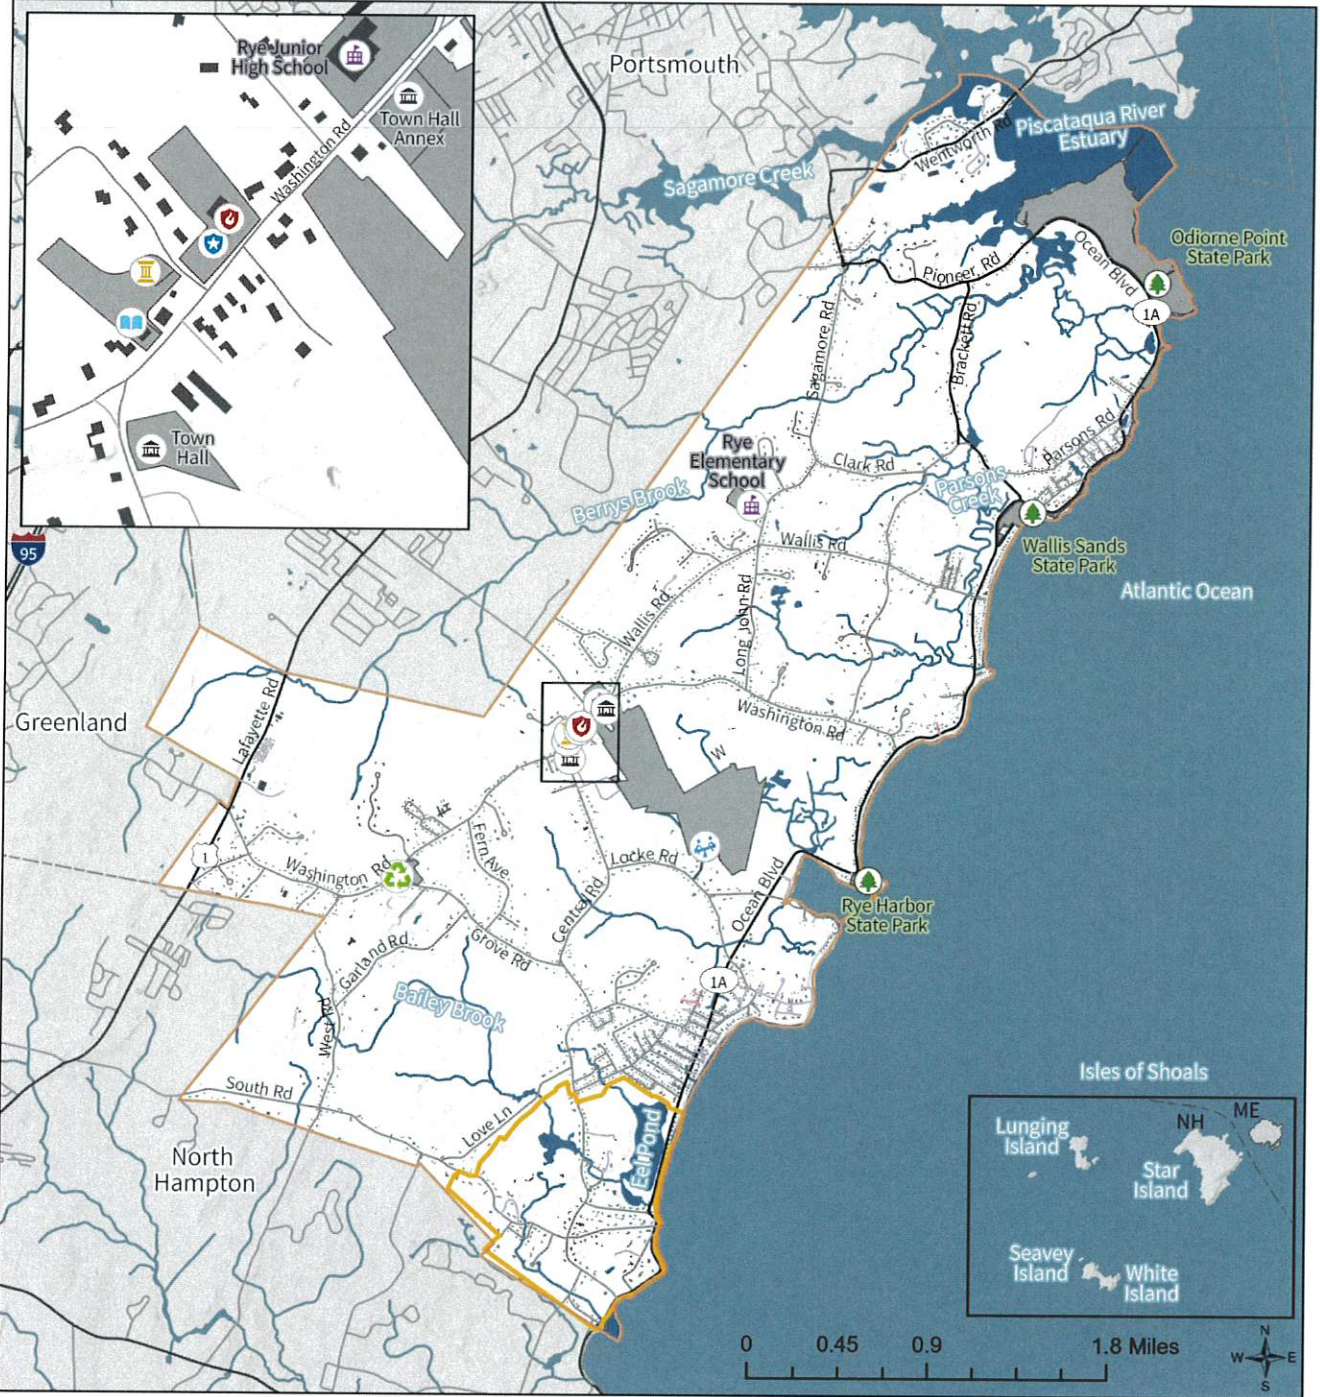 Rye Junior
High School
Town Hall
Annex
Washington Rd
Town
Hall
Portsmouth
Piscataqua River
Estuary
Wentworth Rd
Sagamore Creek
Odiorne Point
State Park
Ocean Blvd
Pioneer Rd
1A
Sagamore Rd
Brackett Rd
Parsons Rd
Rye
Elementary
School
Clark Rd
Parsons
Creek
Berrys Brook
Wallis Rd
Wallis Sands
State Park
95
Atlantic Ocean
Wallis Rd
Long John Rd
Greenland
Lafayette Rd
Washington Rd
W
1
Washington Rd
Fern Ave
Locke Rd
Central Rd
Ocean Blvd
Rye Harbor
State Park
Garland Rd
Grove Rd
1A
Bailey Brook
West Rd
South Rd
Love Ln
Eel Pond
North
Hampton
Isles of Shoals
Lunging
Island
NH
ME
Star
Island
Seavey
Island
White
Island
0 0.45 0.9 1.8 Miles
N
W E
S